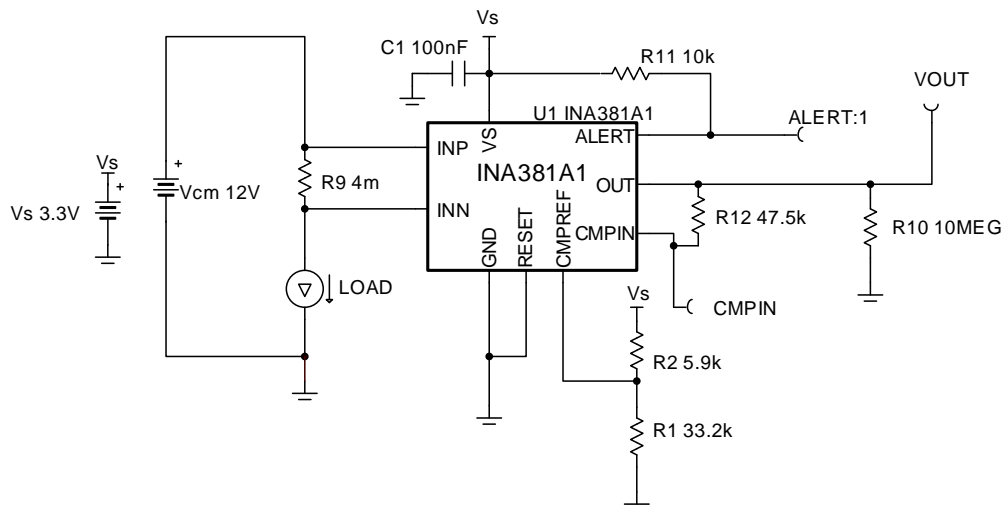 Vs
C1 100nF
R11 10k
VOUT
U1 INA381A1
ALERT:1
ALERT
VS
INP
INA381A1
Vs
+
+
Vcm 12V
R9 4m
OUT
R12 47.5k
Vs 3.3V
INN
CMPIN
R10 10MEG
GND
RESET
CMPREF
LOAD
Vs
CMPIN
R2 5.9k
R1 33.2k